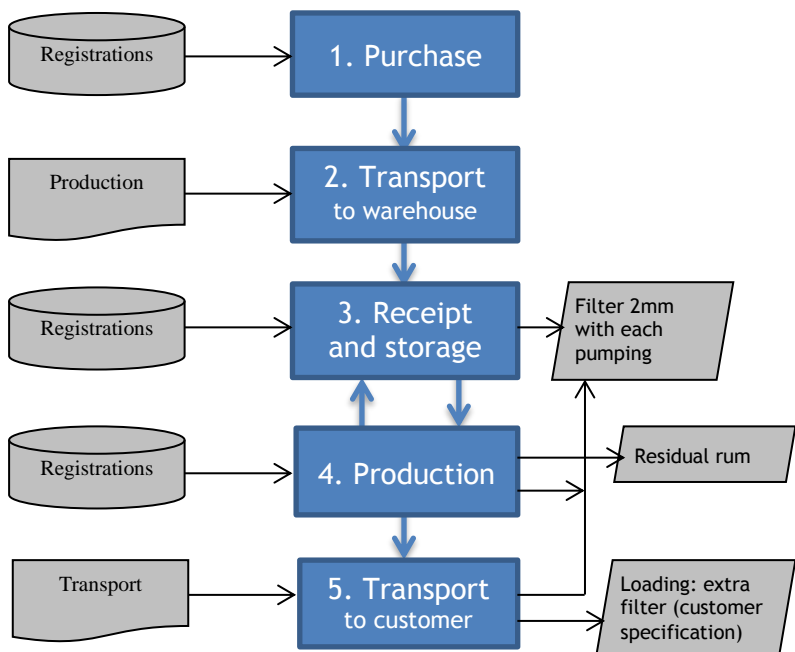 Registrations
1. Purchase
Production
2. Transport
to warehouse
Registrations
3. Receipt
and storage
Filter 2mm
with each
pumping
Registrations
4. Production
Residual rum
Transport
5. Transport
to customer
Loading: extra
filter (customer
specification)